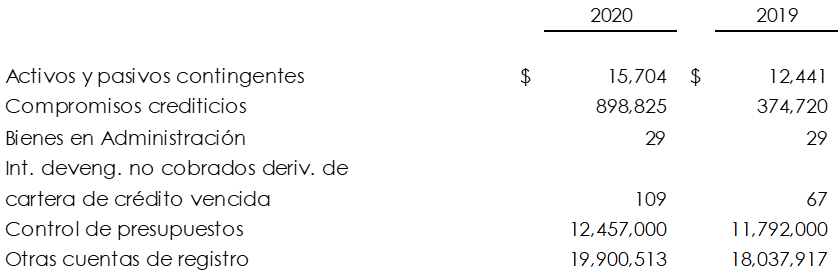 2020 2019
Activos y pasivos contingentes $ 15,704 $ 12,441
Compromisos crediticios 898,825 374,720
Bienes en Administración 29 29
Int. deveng. no cobrados deriv. de
cartera de crédito vencida 109 67
Control de presupuestos 12,457,000 11,792,000
Otras cuentas de registro 19,900,513 18,037,917